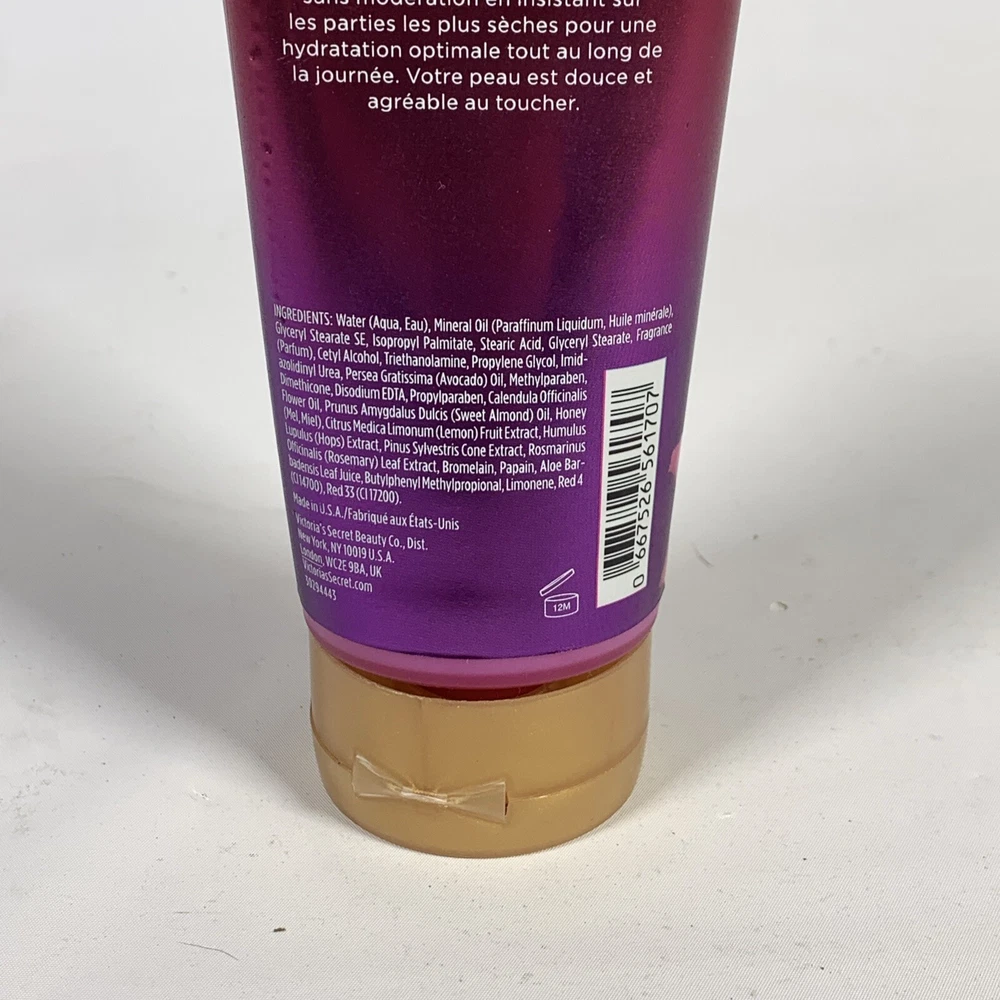 sans modération en insistant sur
les parties les plus sèches pour une
hydratation optimale tout au long de
la journée. Votre peau est douce et
agréable au toucher.
INGREDIENTS: Water (Aqua, Eau), Mineral Oil (Paraffinum Liquidum, Huile minérale),
Glyceryl Stearate SE, Isopropyl Palmitate, Stearic Acid, Glyceryl Stearate, Fragrance
(Parfum), Cetyl Alcohol, Triethanolamine, Propylene Glycol, Imid-
azolidinyl Urea, Persea Gratissima (Avocado) Oil, Methylparaben,
Dimethicone, Disodium EDTA, Propylparaben, Calendula Officinalis
Flower Oil, Prunus Amygdalus Dulcis (Sweet Almond) Oil, Honey
(Mel, Miel), Citrus Medica Limonum (Lemon) Fruit Extract, Humulus
Lupulus (Hops) Extract, Pinus Sylvestris Cone Extract, Rosmarinus
Officinalis (Rosemary) Leaf Extract, Bromelain, Papain, Aloe Bar-
badensis Leaf Juice, Butylphenyl Methylpropional, Limonene, Red 4
(CI 14700), Red 33 (CI 17200).
Made in U.S.A./Fabriqué aux États-Unis
Victoria's Secret Beauty Co., Dist.
New York, NY 10019 U.S.A.
London, WC2E 9BA, UK
VictoriasSecret.com
39294443
12M
0 667526 561707